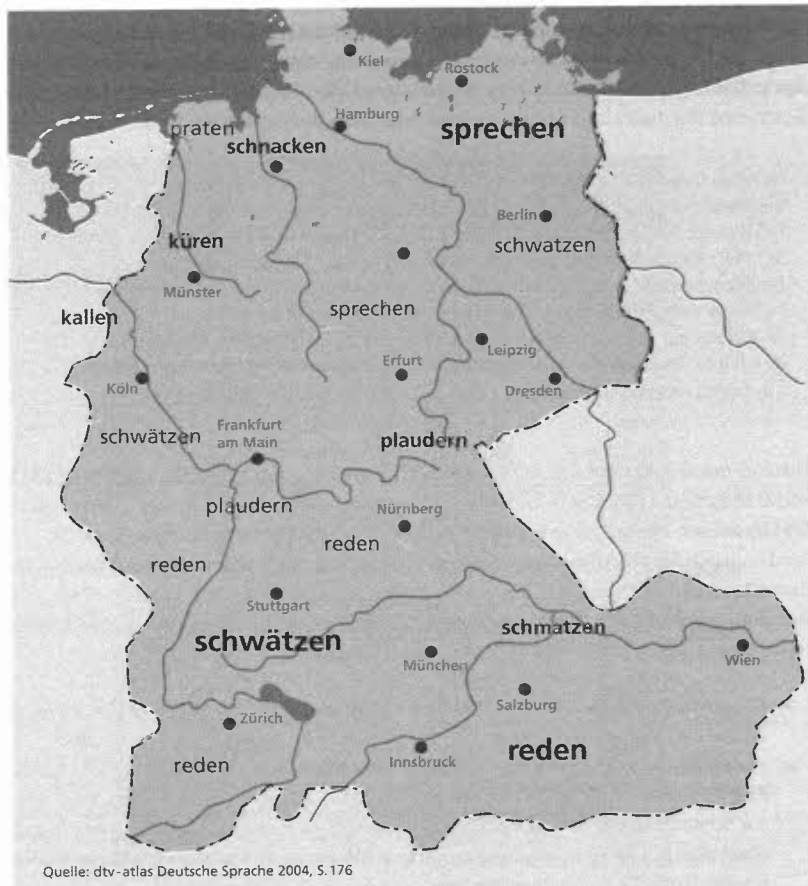 Kiel
Rostock
Hamburg
sprechen
praten
schnacken
Berlin
küren
schwatzen
Münster
sprechen
kallen
Leipzig
Erfurt
Köln
Dresden
schwätzen
Frankfurt
am Main
plaudern
plaudern
Nürnberg
reden
reden
Stuttgart
schmatzen
schwätzen
München
Wien
Salzburg
Zürich
reden
Innsbruck
reden
Quelle: dtv-atlas Deutsche Sprache 2004, S.176